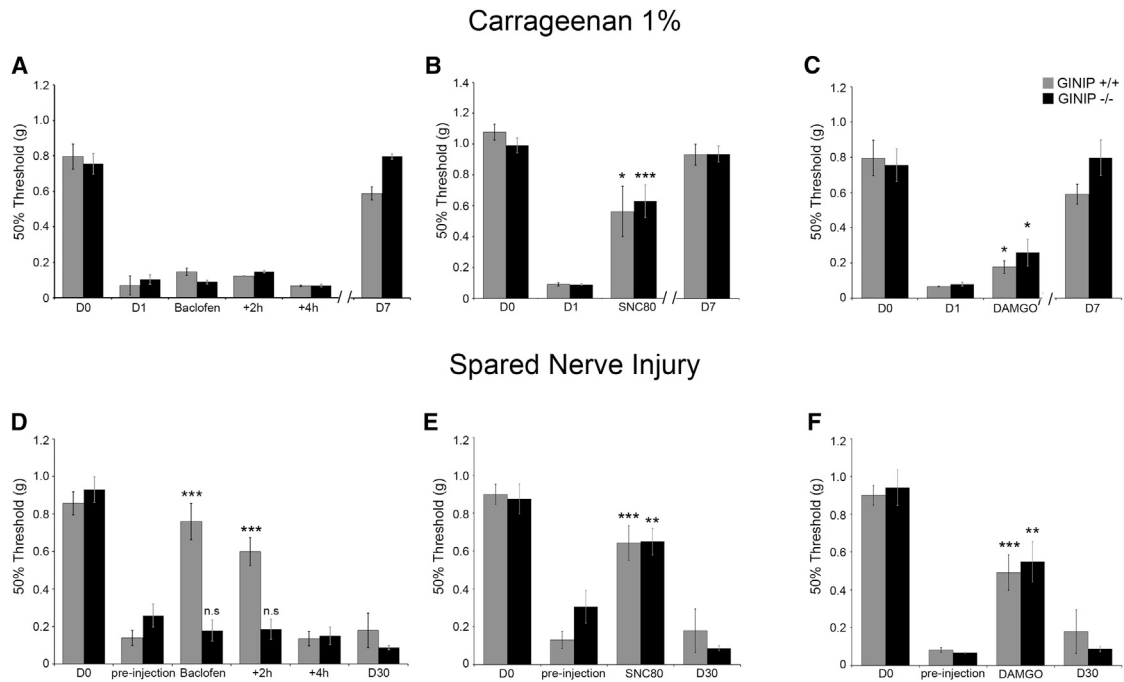 Carrageenan 1%
A
50% Threshold (g)
1.2
1.0
0.8
0.6
0.4
0.2
0
D0 D1 Baclofen +2h +4h // D7
B
50% Threshold (g)
1.4
1.2
1.0
0.8
0.6
0.4
0.2
0
* ***
D0 D1 SNC80 // D7
C
GINIP +/+
GINIP -/-
50% Threshold (g)
1.2
1.0
0.8
0.6
0.4
0.2
0
* *
D0 D1 DAMGO // D7
Spared Nerve Injury
D
50% Threshold (g)
1.2
1.0
0.8
0.6
0.4
0.2
0
*** n.s *** n.s
D0 pre-injection Baclofen +2h +4h D30
E
50% Threshold (g)
1.2
1.0
0.8
0.6
0.4
0.2
0
*** **
D0 pre-injection SNC80 D30
F
50% Threshold (g)
1.2
1.0
0.8
0.6
0.4
0.2
0
*** **
D0 pre-injection DAMGO D30